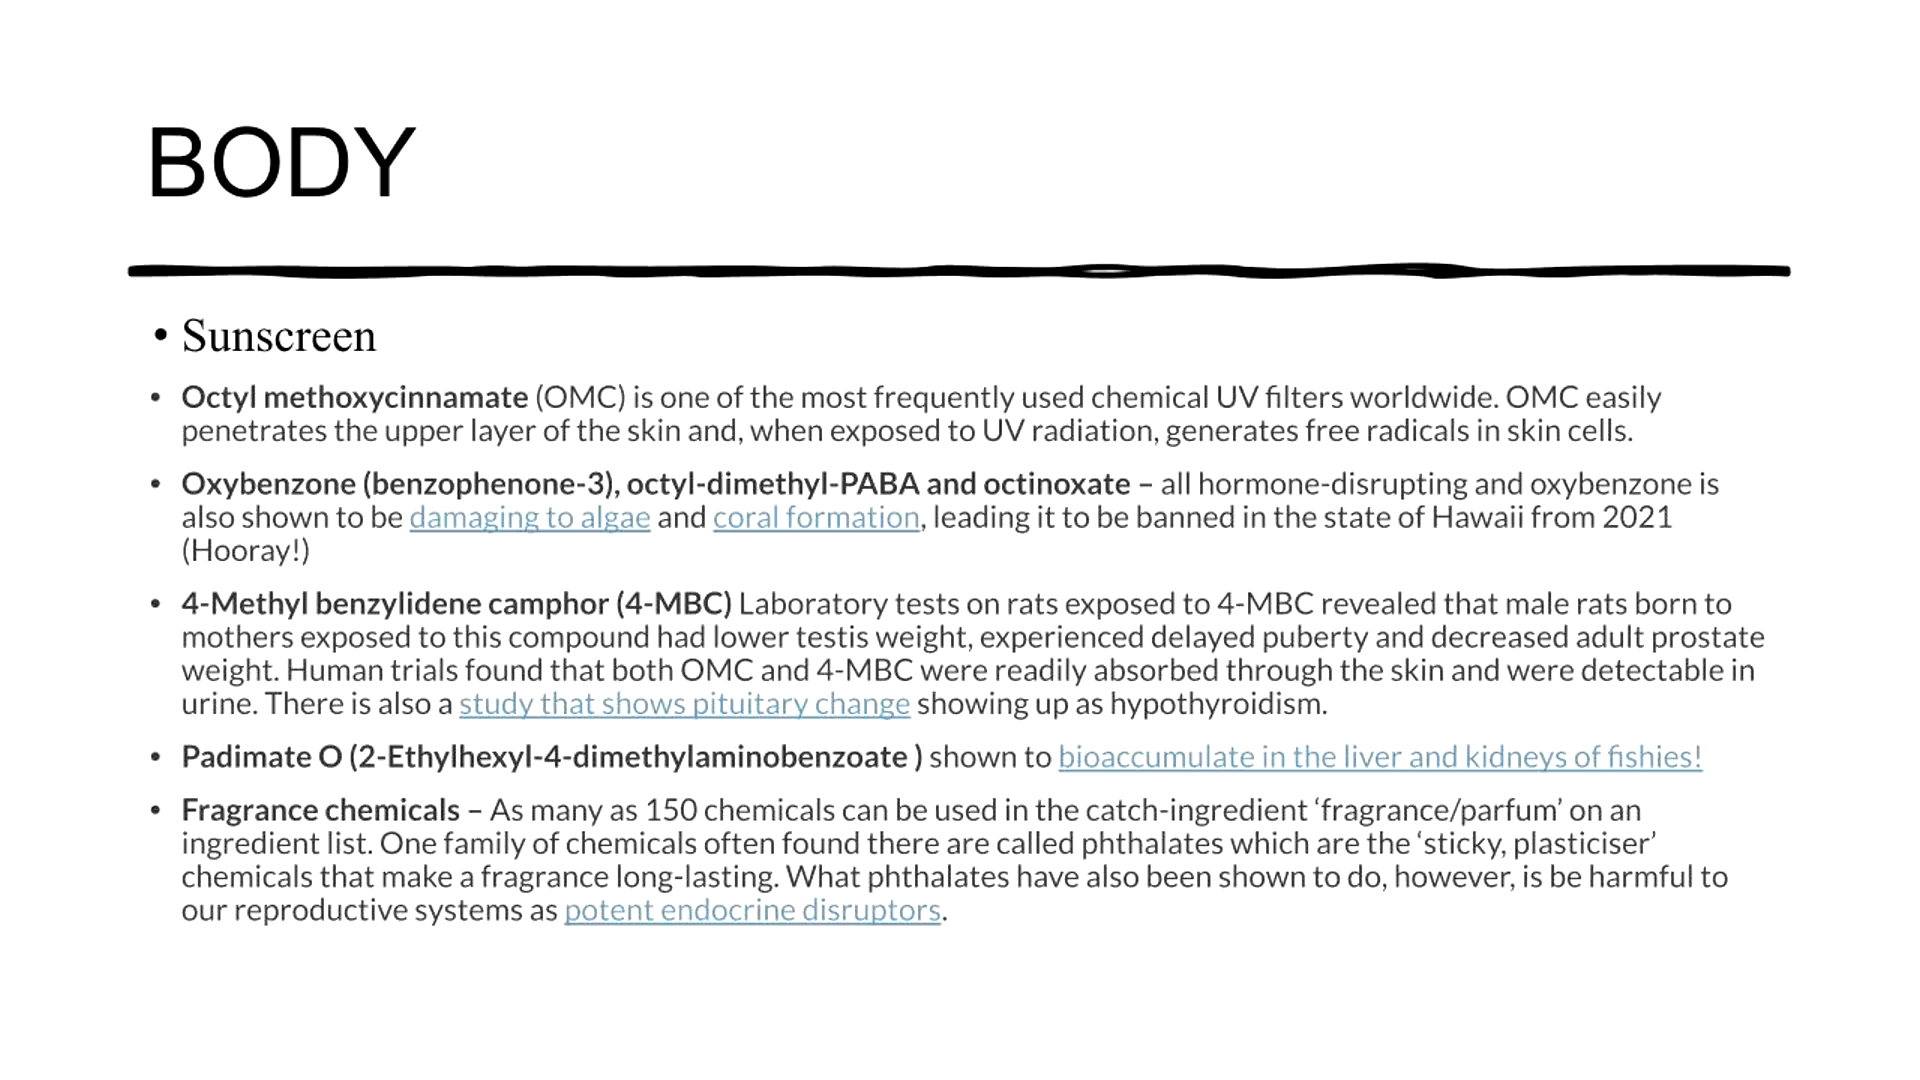 BODY
• Sunscreen
• Octyl methoxycinnamate (OMC) is one of the most frequently used chemical UV filters worldwide. OMC easily
penetrates the upper layer of the skin and, when exposed to UV radiation, generates free radicals in skin cells.
• Oxybenzone (benzophenone-3), octyl-dimethyl-PABA and octinoxate – all hormone-disrupting and oxybenzone is
also shown to be damaging to algae and coral formation, leading it to be banned in the state of Hawaii from 2021
(Hooray!)
• 4-Methyl benzylidene camphor (4-MBC) Laboratory tests on rats exposed to 4-MBC revealed that male rats born to
mothers exposed to this compound had lower testis weight, experienced delayed puberty and decreased adult prostate
weight. Human trials found that both OMC and 4-MBC were readily absorbed through the skin and were detectable in
urine. There is also a study that shows pituitary change showing up as hypothyroidism.
• Padimate O (2-Ethylhexyl-4-dimethylaminobenzoate ) shown to bioaccumulate in the liver and kidneys of fishies!
• Fragrance chemicals – As many as 150 chemicals can be used in the catch-ingredient ‘fragrance/parfum’ on an
ingredient list. One family of chemicals often found there are called phthalates which are the ‘sticky, plasticiser’
chemicals that make a fragrance long-lasting. What phthalates have also been shown to do, however, is be harmful to
our reproductive systems as potent endocrine disruptors.